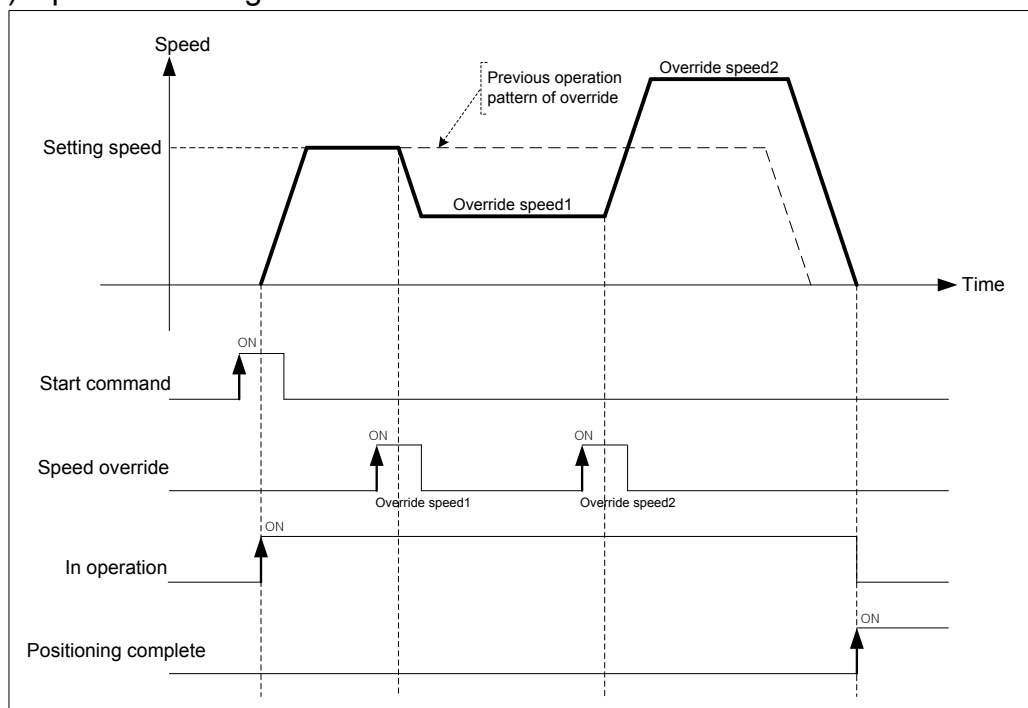 Speed
Override speed2
Previous operation
pattern of override
Setting speed
Override speed1
Time
ON
Start command
ON
ON
Speed override
Override speed1
Override speed2
ON
In operation
ON
Positioning complete